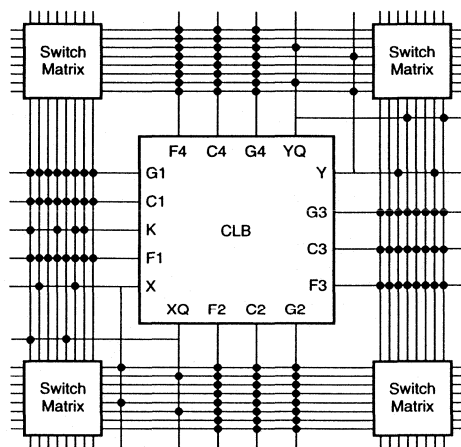 Switch
Matrix
Switch
Matrix
F4 C4 G4 YQ
G1 Y
C1 G3
K CLB
C3
F1
X F3
XQ F2 C2 G2
Switch
Matrix
Switch
Matrix